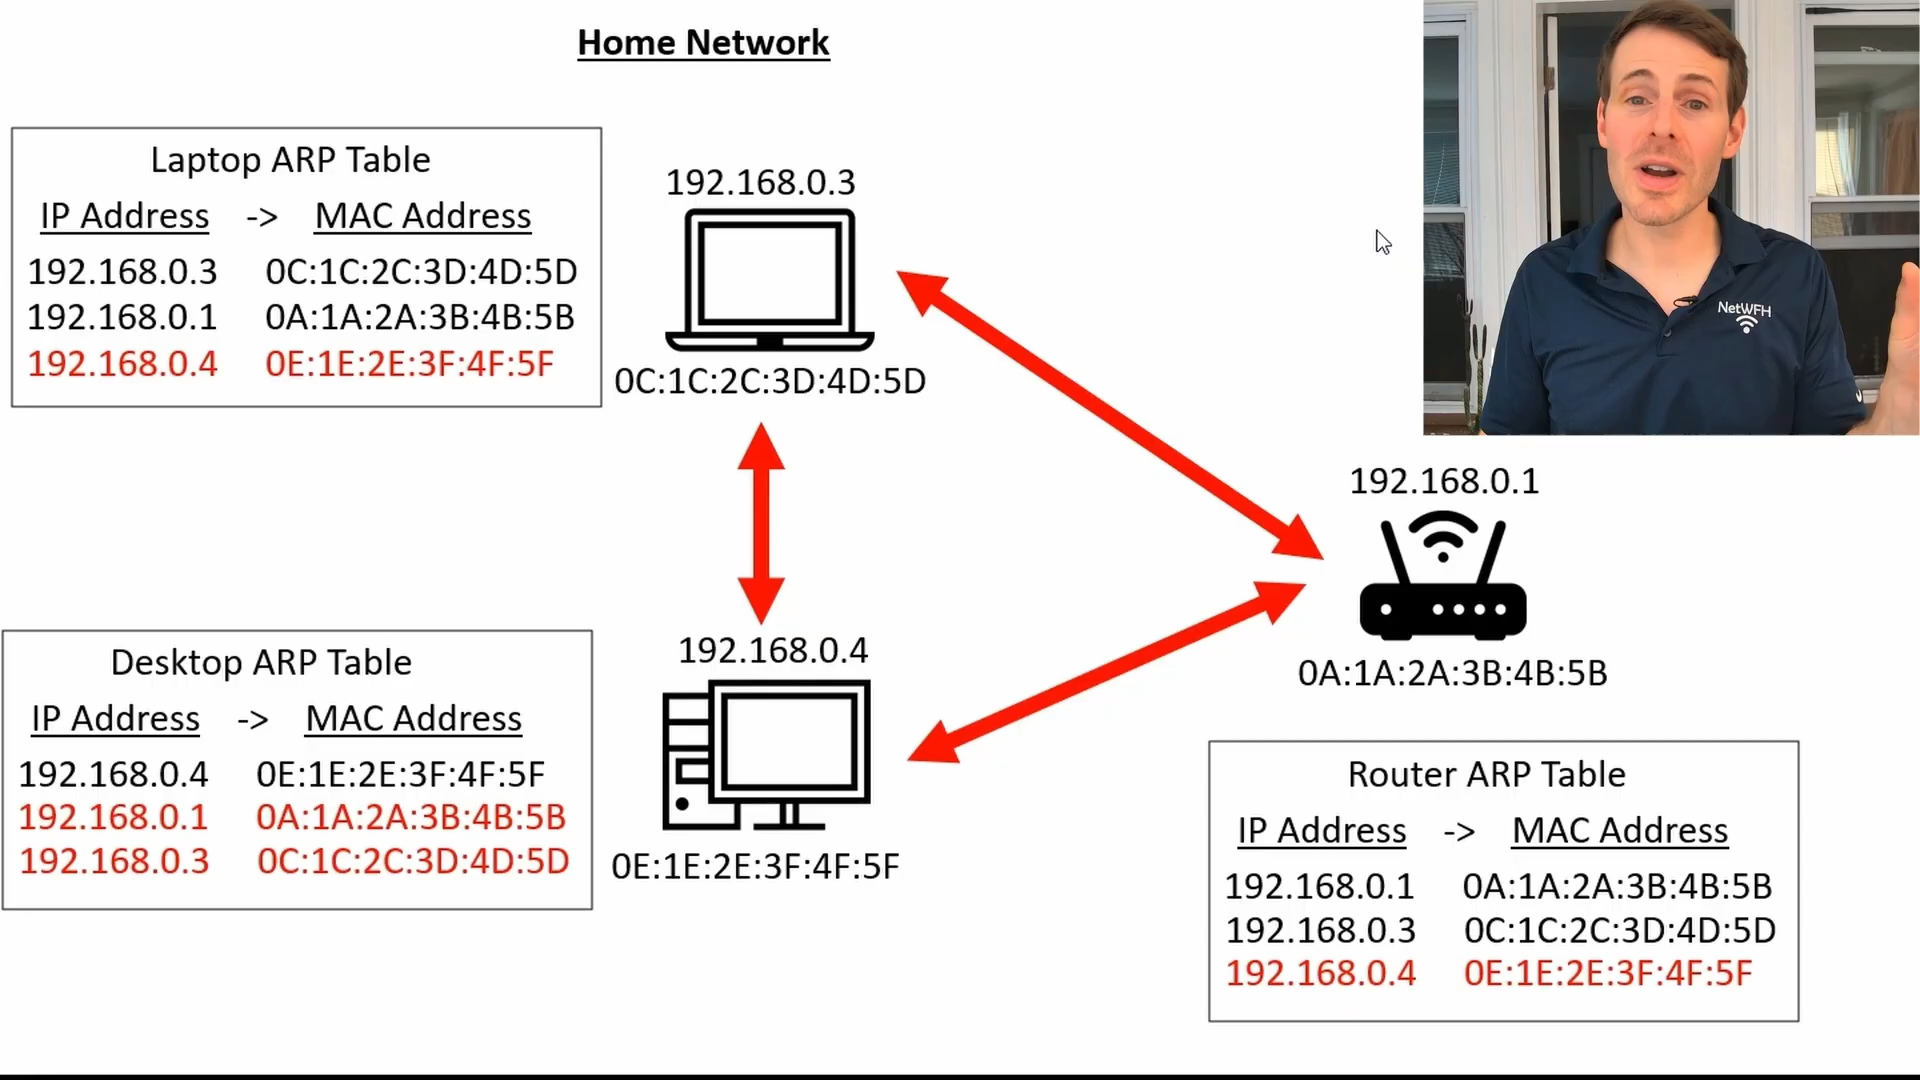 Home Network
Laptop ARP Table
IP Address -> MAC Address
192.168.0.3 0C:1C:2C:3D:4D:5D
192.168.0.1 0A:1A:2A:3B:4B:5B
192.168.0.4 0E:1E:2E:3F:4F:5F
192.168.0.3
0C:1C:2C:3D:4D:5D
NetWFH
192.168.0.1
0A:1A:2A:3B:4B:5B
Desktop ARP Table
IP Address -> MAC Address
192.168.0.4 0E:1E:2E:3F:4F:5F
192.168.0.1 0A:1A:2A:3B:4B:5B
192.168.0.3 0C:1C:2C:3D:4D:5D
192.168.0.4
0E:1E:2E:3F:4F:5F
Router ARP Table
IP Address -> MAC Address
192.168.0.1 0A:1A:2A:3B:4B:5B
192.168.0.3 0C:1C:2C:3D:4D:5D
192.168.0.4 0E:1E:2E:3F:4F:5F